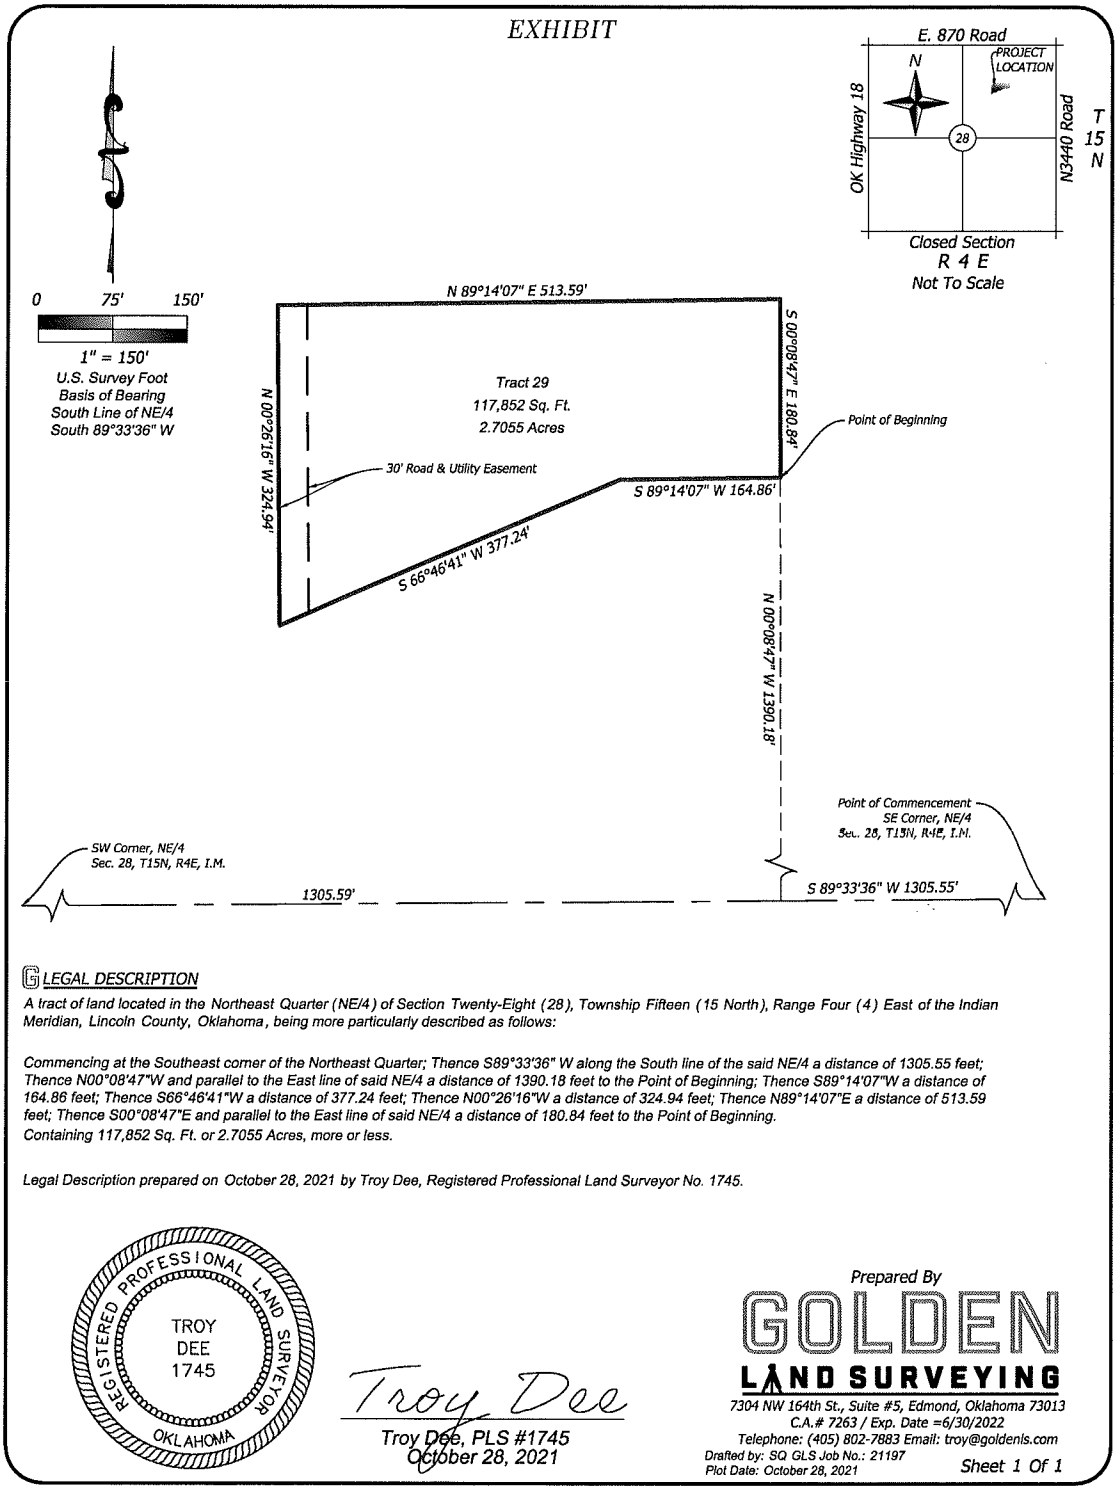 EXHIBIT
E. 870 Road
PROJECT
LOCATION
N
OK Highway 18
N3440 Road
28
T
15
N
Closed Section
R 4 E
Not To Scale
0 75' 150'
1" = 150'
U.S. Survey Foot
Basis of Bearing
South Line of NE/4
South 89°33'36" W
N 89°14'07" E 513.59'
S 00°08'47" E 180.84'
Tract 29
117,852 Sq. Ft.
2.7055 Acres
Point of Beginning
N 00°26'16" W 324.94'
30' Road & Utility Easement
S 89°14'07" W 164.86'
S 66°46'41" W 377.24'
N 00°08'47" W 1390.18'
Point of Commencement
SE Corner, NE/4
Sec. 28, T15N, R4E, I.M.
SW Corner, NE/4
Sec. 28, T15N, R4E, I.M.
1305.59'
S 89°33'36" W 1305.55'
G LEGAL DESCRIPTION
A tract of land located in the Northeast Quarter (NE/4) of Section Twenty-Eight (28), Township Fifteen (15 North), Range Four (4) East of the Indian
Meridian, Lincoln County, Oklahoma, being more particularly described as follows:
Commencing at the Southeast corner of the Northeast Quarter; Thence S89°33'36" W along the South line of the said NE/4 a distance of 1305.55 feet;
Thence N00°08'47"W and parallel to the East line of said NE/4 a distance of 1390.18 feet to the Point of Beginning; Thence S89°14'07"W a distance of
164.86 feet; Thence S66°46'41"W a distance of 377.24 feet; Thence N00°26'16"W a distance of 324.94 feet; Thence N89°14'07"E a distance of 513.59
feet; Thence S00°08'47"E and parallel to the East line of said NE/4 a distance of 180.84 feet to the Point of Beginning.
Containing 117,852 Sq. Ft. or 2.7055 Acres, more or less.
Legal Description prepared on October 28, 2021 by Troy Dee, Registered Professional Land Surveyor No. 1745.
REGISTERED PROFESSIONAL LAND SURVEYOR
TROY
DEE
1745
OKLAHOMA
Troy Dee
Troy Dee, PLS #1745
October 28, 2021
Prepared By
GOLDEN
LAND SURVEYING
7304 NW 164th St., Suite #5, Edmond, Oklahoma 73013
C.A.# 7263 / Exp. Date =6/30/2022
Telephone: (405) 802-7883 Email: troy@goldenls.com
Drafted by: SQ GLS Job No.: 21197
Plot Date: October 28, 2021
Sheet 1 Of 1